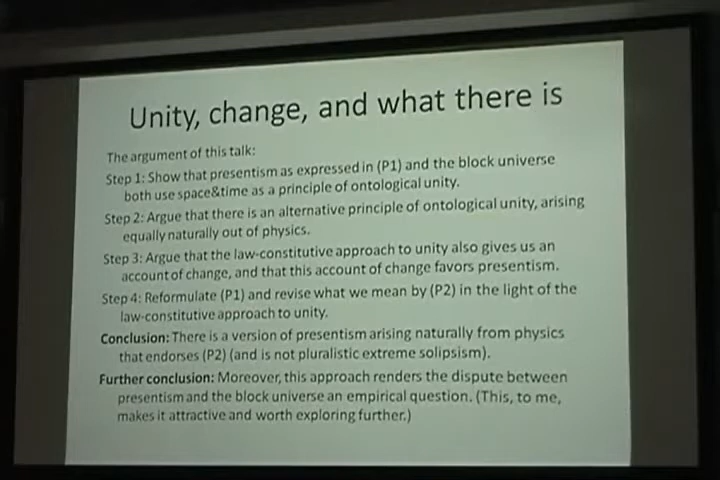 Unity, change, and what there is
The argument of this talk:
Step 1: Show that presentism as expressed in (P1) and the block universe
both use space&time as a principle of ontological unity.
Step 2: Argue that there is an alternative principle of ontological unity, arising
equally naturally out of physics.
Step 3: Argue that the law-constitutive approach to unity also gives us an
account of change, and that this account of change favors presentism.
Step 4: Reformulate (P1) and revise what we mean by (P2) in the light of the
law-constitutive approach to unity.
Conclusion: There is a version of presentism arising naturally from physics
that endorses (P2) (and is not pluralistic extreme solipsism).
Further conclusion: Moreover, this approach renders the dispute between
presentism and the block universe an empirical question. (This, to me,
makes it attractive and worth exploring further.)